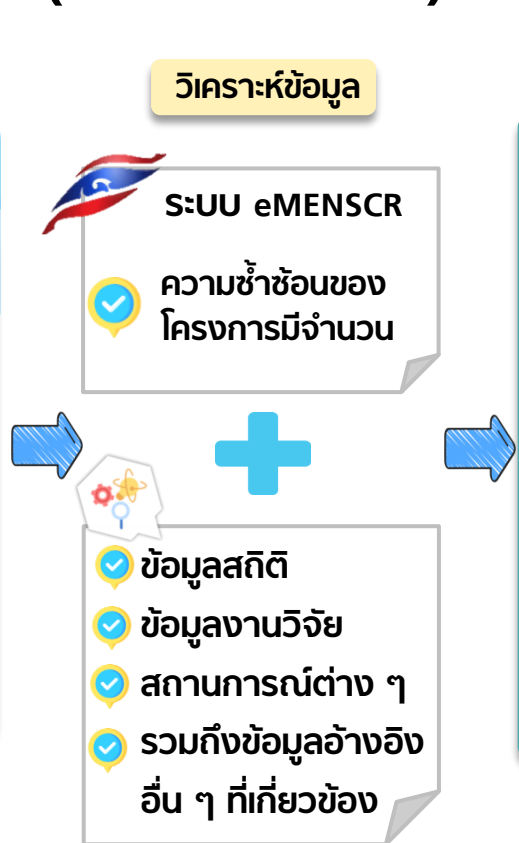 วิเคราะห์ข้อมูล
ระบบ eMENSCR
ความซ้ำซ้อนของ
โครงการมีจำนวน
ข้อมูลสถิติ
ข้อมูลงานวิจัย
สถานการณ์ต่าง ๆ
รวมถึงข้อมูลอ้างอิง
อื่น ๆ ที่เกี่ยวข้อง